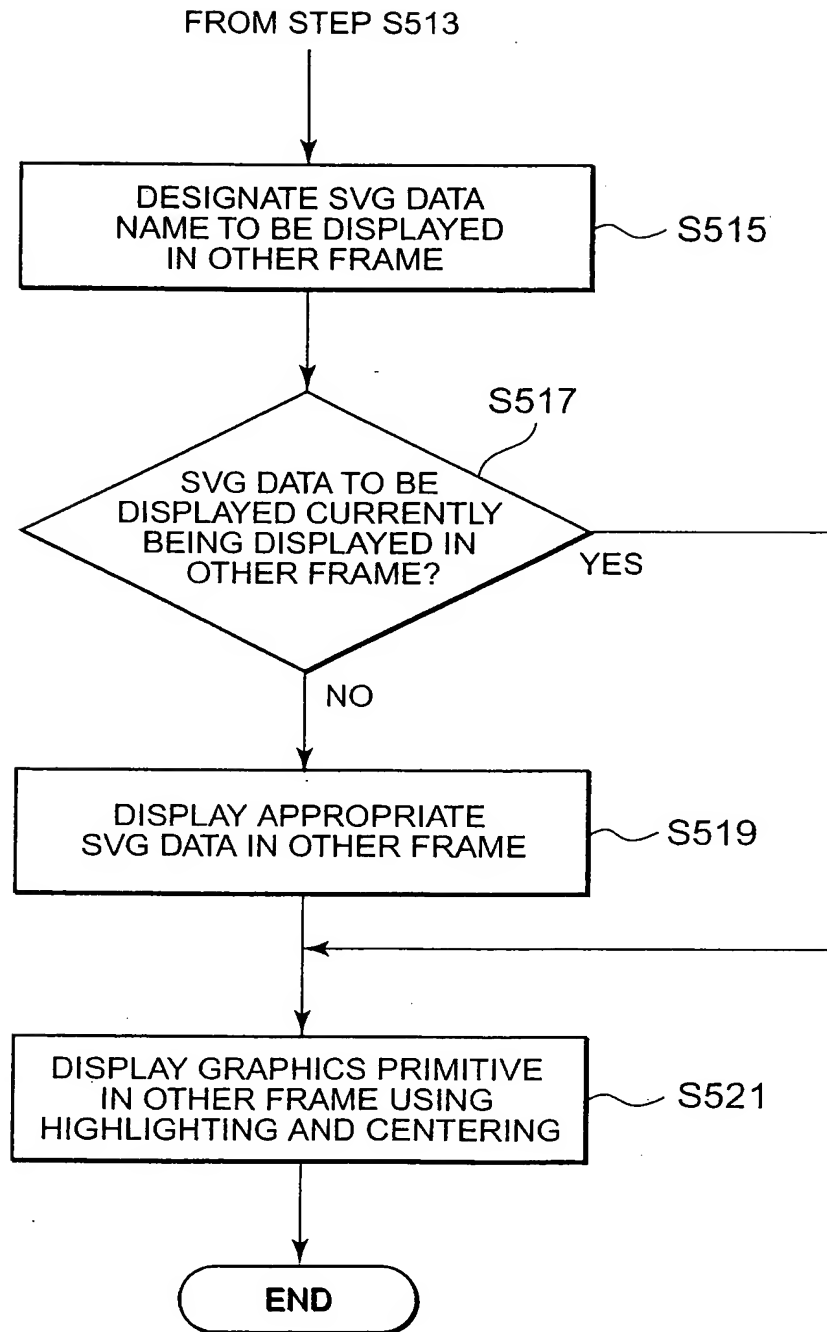 FROM STEP S513
DESIGNATE SVG DATA
NAME TO BE DISPLAYED
IN OTHER FRAME
S515
S517
SVG DATA TO BE
DISPLAYED CURRENTLY
BEING DISPLAYED IN
OTHER FRAME?
YES
NO
DISPLAY APPROPRIATE
SVG DATA IN OTHER FRAME
S519
DISPLAY GRAPHICS PRIMITIVE
IN OTHER FRAME USING
HIGHLIGHTING AND CENTERING
S521
END